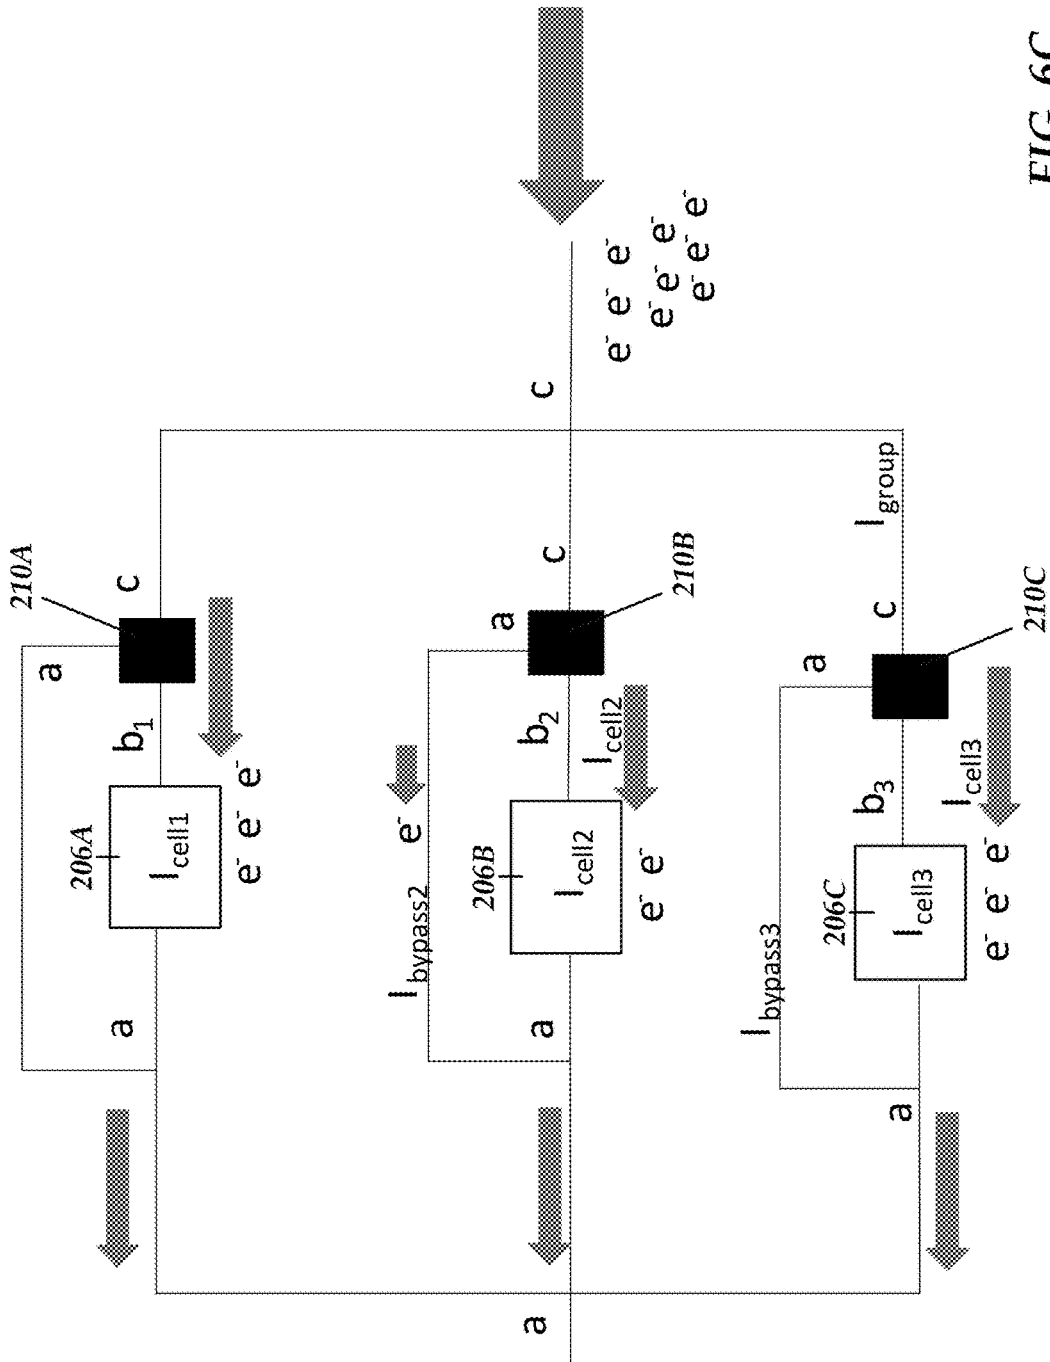 FIG. 6C
210A
a
c
b1
206A
Icell1
e- e- e-
a
c
e- e- e-
e- e- e-
e- e- e-
210B
a
c
b2
Icell2
e-
Ibypass2
206B
Icell2
e- e-
a
Igroup
210C
a
c
b3
Icell3
Ibypass3
206C
Icell3
e- e- e-
a
a